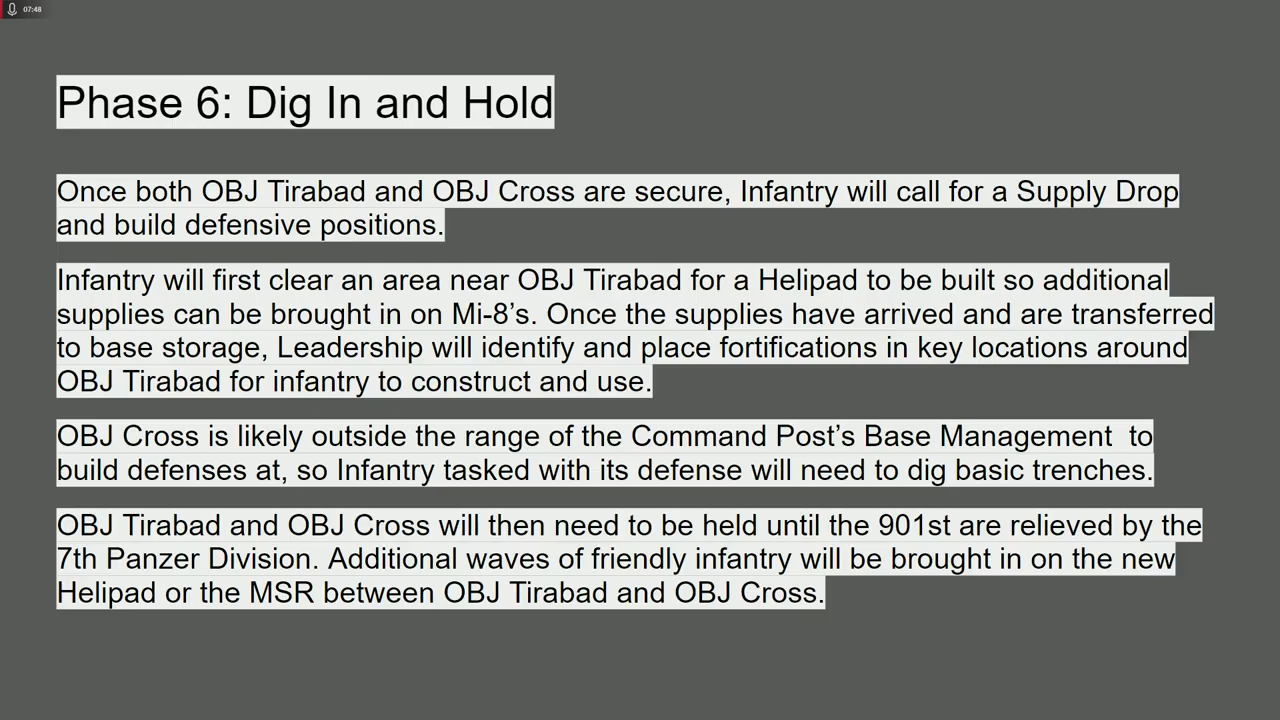 07:48
Phase 6: Dig In and Hold
Once both OBJ Tirabad and OBJ Cross are secure, Infantry will call for a Supply Drop
and build defensive positions.
Infantry will first clear an area near OBJ Tirabad for a Helipad to be built so additional
supplies can be brought in on Mi-8’s. Once the supplies have arrived and are transferred
to base storage, Leadership will identify and place fortifications in key locations around
OBJ Tirabad for infantry to construct and use.
OBJ Cross is likely outside the range of the Command Post’s Base Management  to
build defenses at, so Infantry tasked with its defense will need to dig basic trenches.
OBJ Tirabad and OBJ Cross will then need to be held until the 901st are relieved by the
7th Panzer Division. Additional waves of friendly infantry will be brought in on the new
Helipad or the MSR between OBJ Tirabad and OBJ Cross.